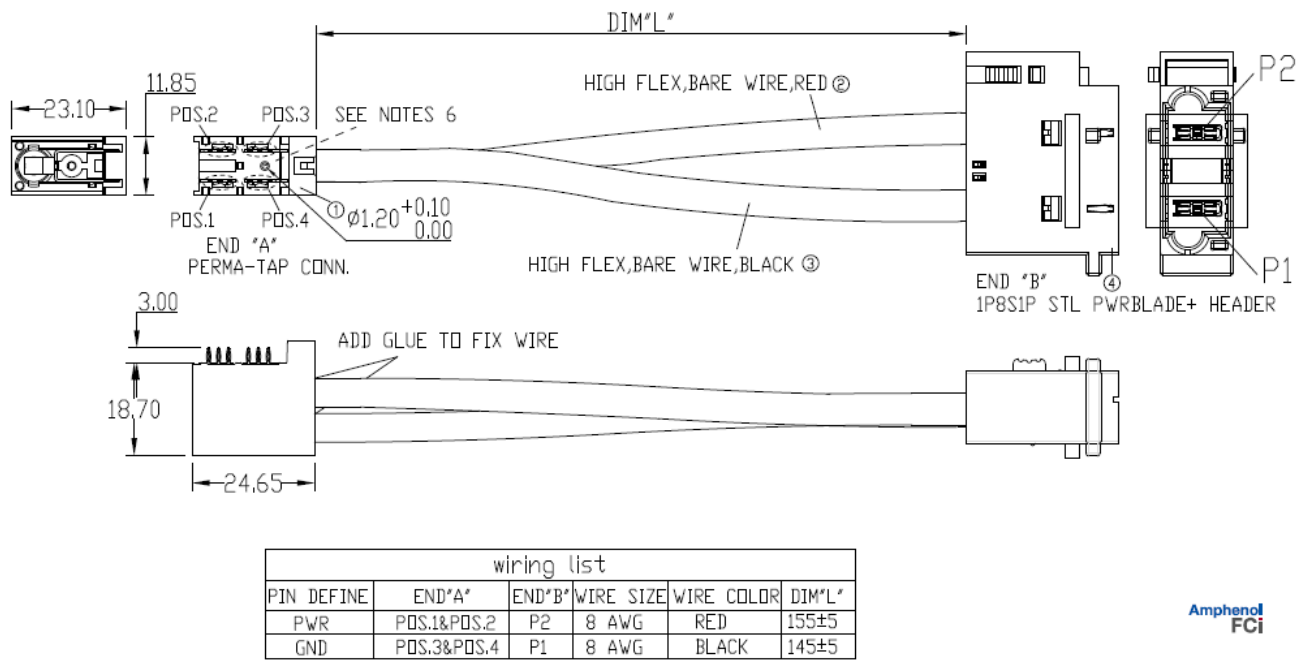 DIM"L"
HIGH FLEX,BARE WIRE,RED ②
P2
11.85
23.10
POS.2 POS.3 SEE NOTES 6
POS.1 POS.4 ① Ø1.20 +0.10
0.00
END "A"
PERMA-TAP CONN.
HIGH FLEX,BARE WIRE,BLACK ③
P1
END "B" ④
1P8S1P STL PWRBLADE+ HEADER
3.00
ADD GLUE TO FIX WIRE
18.70
24.65
wiring list
PIN DEFINE END"A" END"B" WIRE SIZE WIRE COLOR DIM"L"
PWR POS.1&POS.2 P2 8 AWG RED 155±5
GND POS.3&POS.4 P1 8 AWG BLACK 145±5
Amphenol
FCi